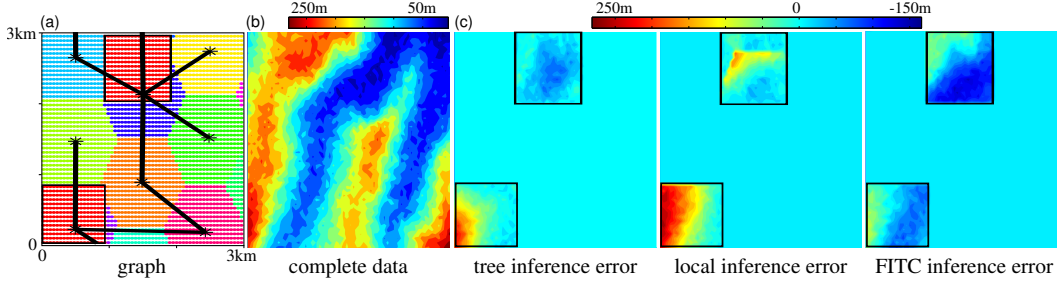 250m 50m 250m 0 -150m
(a) (b) (c)
3km
0 3km
graph complete data tree inference error local inference error FITC inference error